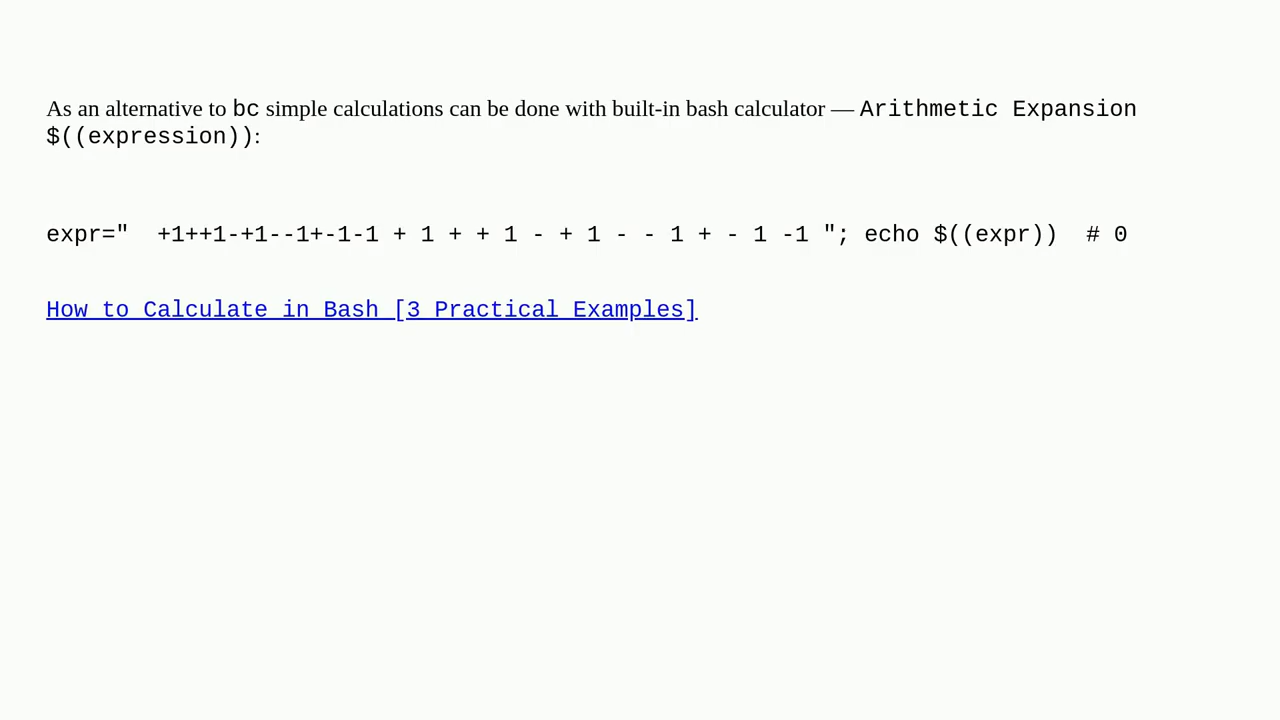 As an alternative to bc simple calculations can be done with built-in bash calculator — Arithmetic Expansion
$((expression)):
expr="  +1++1-+1--1+-1-1 + 1 + + 1 - + 1 - - 1 + - 1 -1 "; echo $((expr))  # 0
How to Calculate in Bash [3 Practical Examples]